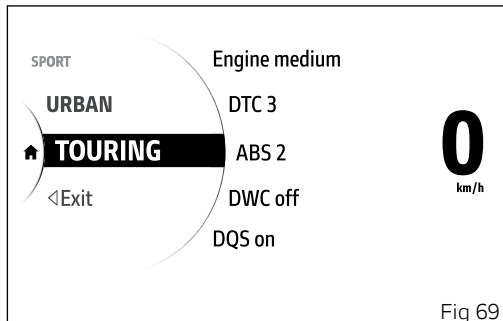 SPORT
URBAN
TOURING
◁Exit
Engine medium
DTC 3
ABS 2
DWC off
DQS on
0
km/h
Fig 69